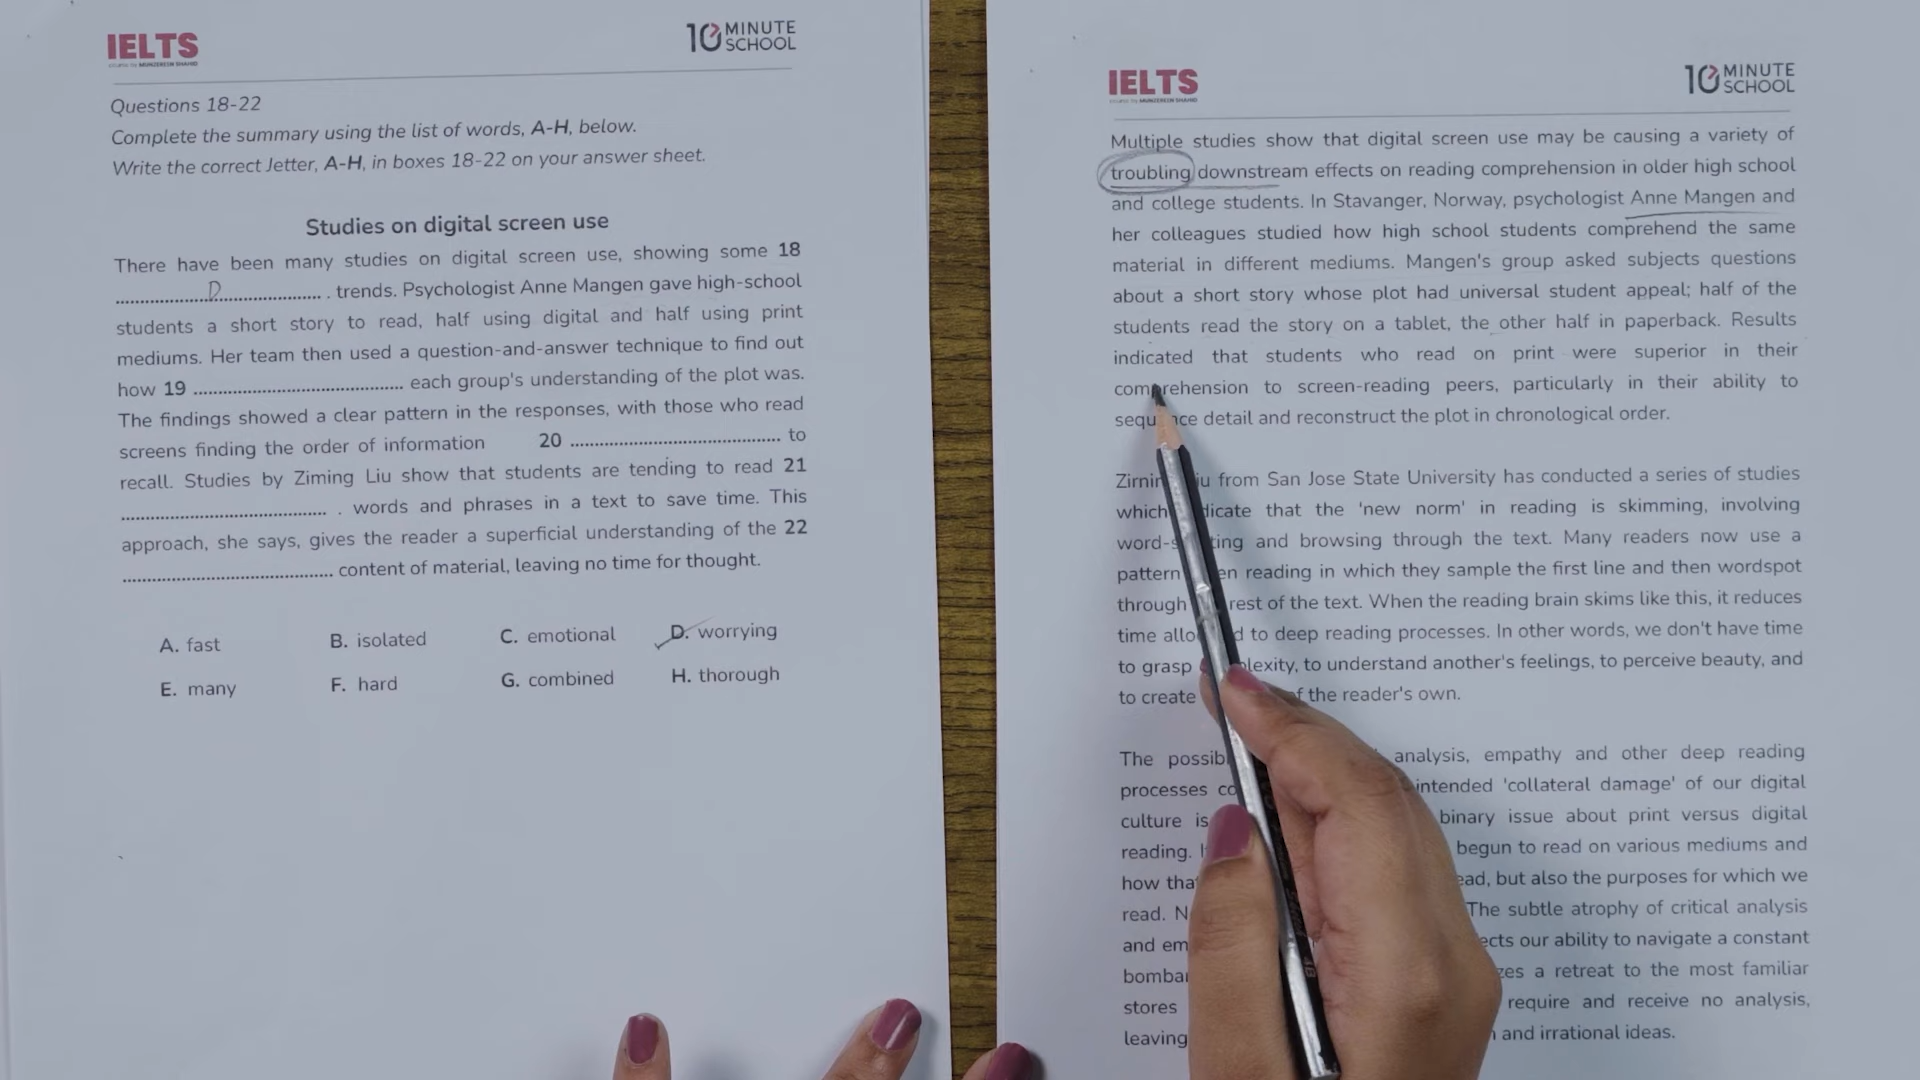 IELTS
10 MINUTE SCHOOL
Questions 18-22
Complete the summary using the list of words, A-H, below.
Write the correct Jetter, A-H, in boxes 18-22 on your answer sheet.
Studies on digital screen use
There have been many studies on digital screen use, showing some 18
........D........ . trends. Psychologist Anne Mangen gave high-school
students a short story to read, half using digital and half using print
mediums. Her team then used a question-and-answer technique to find out
how 19 ........ each group's understanding of the plot was.
The findings showed a clear pattern in the responses, with those who read
screens finding the order of information 20 ........ to
recall. Studies by Ziming Liu show that students are tending to read 21
........ . words and phrases in a text to save time. This
approach, she says, gives the reader a superficial understanding of the 22
........ content of material, leaving no time for thought.
A. fast B. isolated C. emotional D. worrying
E. many F. hard G. combined H. thorough
IELTS
10 MINUTE SCHOOL
Multiple studies show that digital screen use may be causing a variety of
troubling downstream effects on reading comprehension in older high school
and college students. In Stavanger, Norway, psychologist Anne Mangen and
her colleagues studied how high school students comprehend the same
material in different mediums. Mangen's group asked subjects questions
about a short story whose plot had universal student appeal; half of the
students read the story on a tablet, the other half in paperback. Results
indicated that students who read on print were superior in their
comprehension to screen-reading peers, particularly in their ability to
sequence detail and reconstruct the plot in chronological order.
from San Jose State University has conducted a series of studies
which that the 'new norm' in reading is skimming, involving
and browsing through the text. Many readers now use a
pattern reading in which they sample the first line and then wordspot
through rest of the text. When the reading brain skims like this, it reduces
time to deep reading processes. In other words, we don't have time
to grasp to understand another's feelings, to perceive beauty, and
to create of the reader's own.
The analysis, empathy and other deep reading
processes intended 'collateral damage' of our digital
culture is binary issue about print versus digital
reading. begun to read on various mediums and
how but also the purposes for which we
read. The subtle atrophy of critical analysis
and our ability to navigate a constant
a retreat to the most familiar
stores require and receive no analysis,
leaving and irrational ideas.